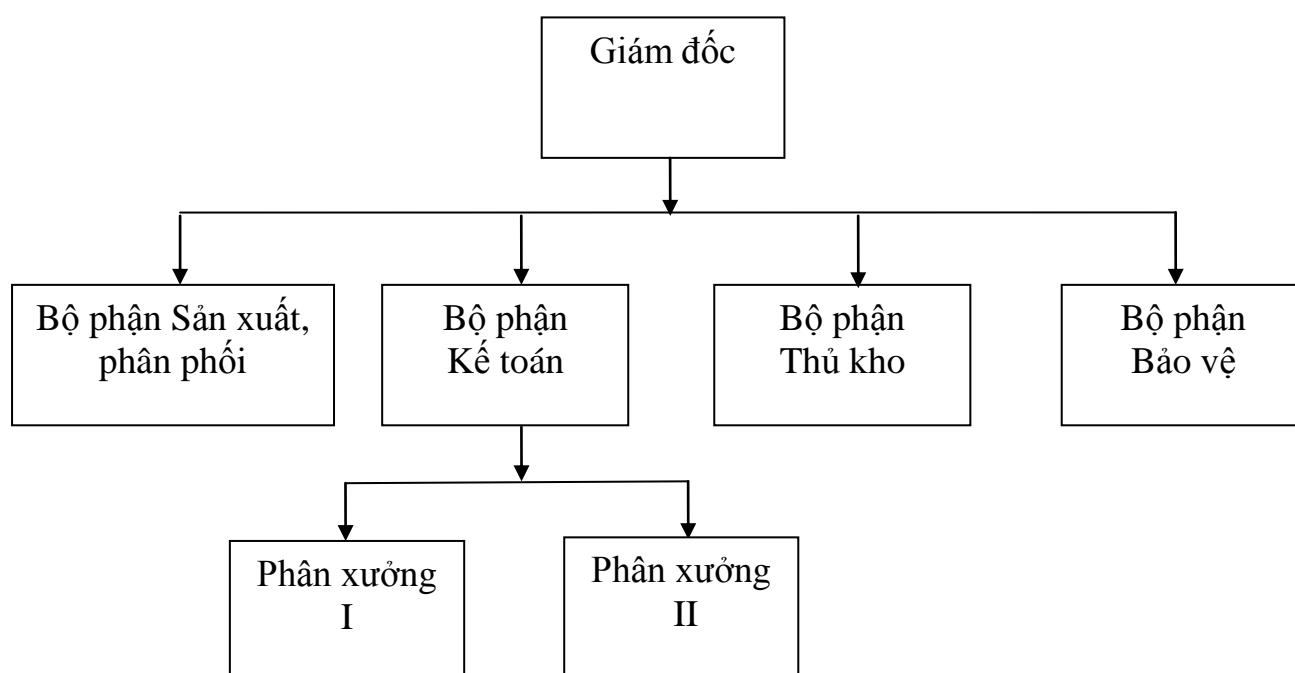 Giám đốc
Bộ phận Sản xuất,
phân phối
Bộ phận
Kế toán
Bộ phận
Thủ kho
Bộ phận
Bảo vệ
Phân xưởng
I
Phân xưởng
II